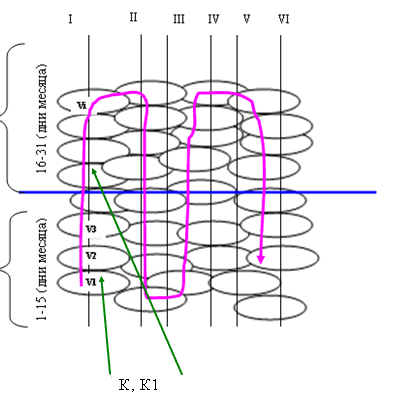 I II III IV V VI
16-31 (дни месяца)
Vi
V3
V2
V1
1-15 (дни месяца)
К, К1